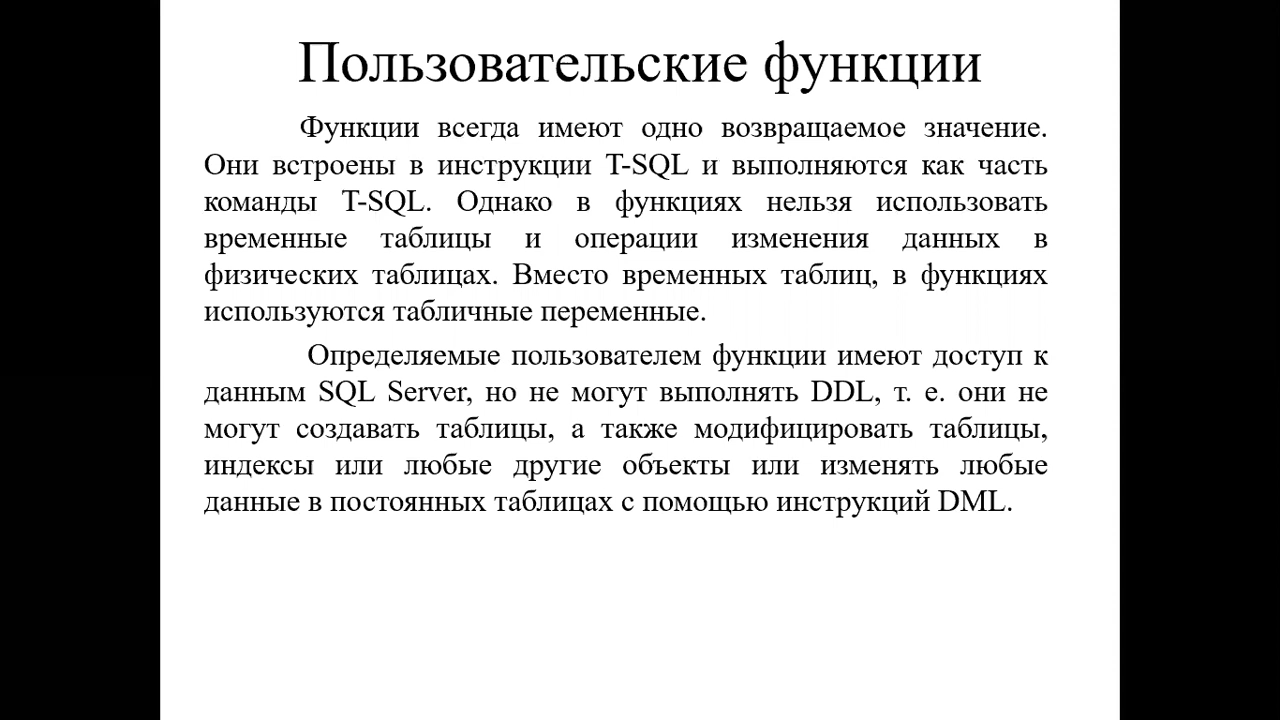 Пользовательские функции
Функции всегда имеют одно возвращаемое значение.
Они встроены в инструкции T-SQL и выполняются как часть
команды T-SQL. Однако в функциях нельзя использовать
временные таблицы и операции изменения данных в
физических таблицах. Вместо временных таблиц, в функциях
используются табличные переменные.
Определяемые пользователем функции имеют доступ к
данным SQL Server, но не могут выполнять DDL, т. е. они не
могут создавать таблицы, а также модифицировать таблицы,
индексы или любые другие объекты или изменять любые
данные в постоянных таблицах с помощью инструкций DML.